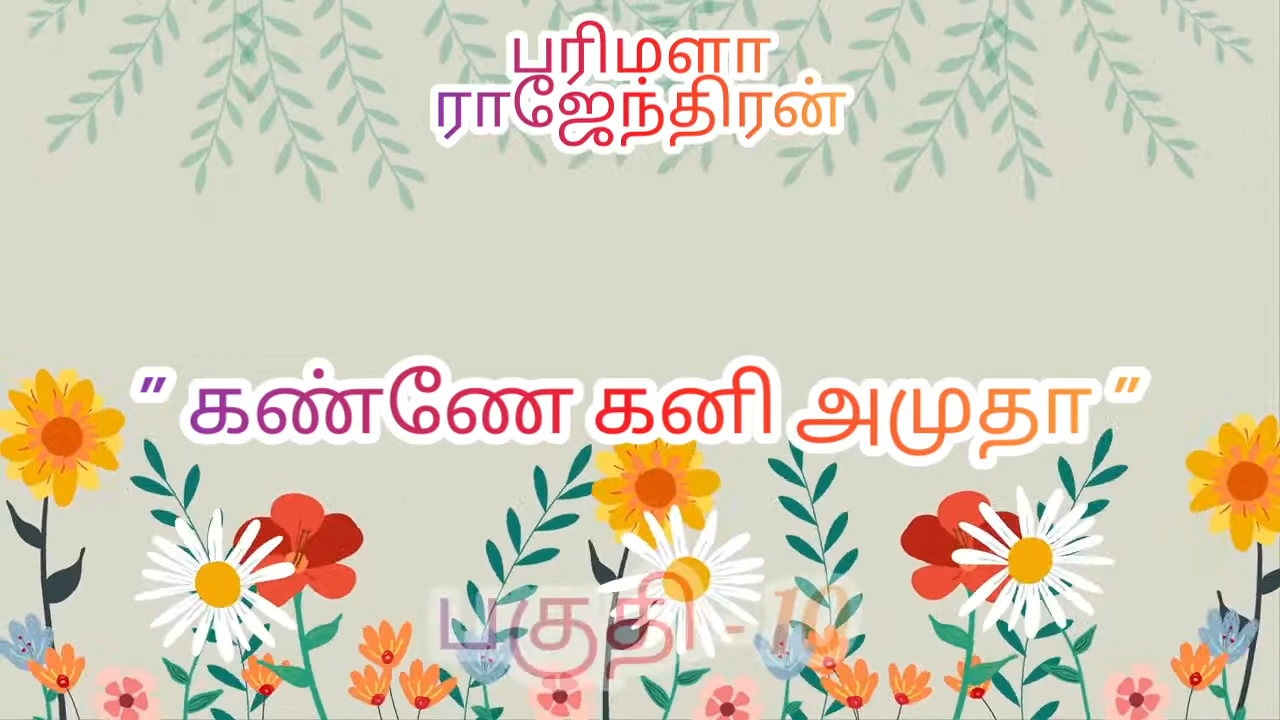 பரிமளா
ராஜேந்திரன்
" கண்ணே கனி அமுதா "
பகுதி - 10